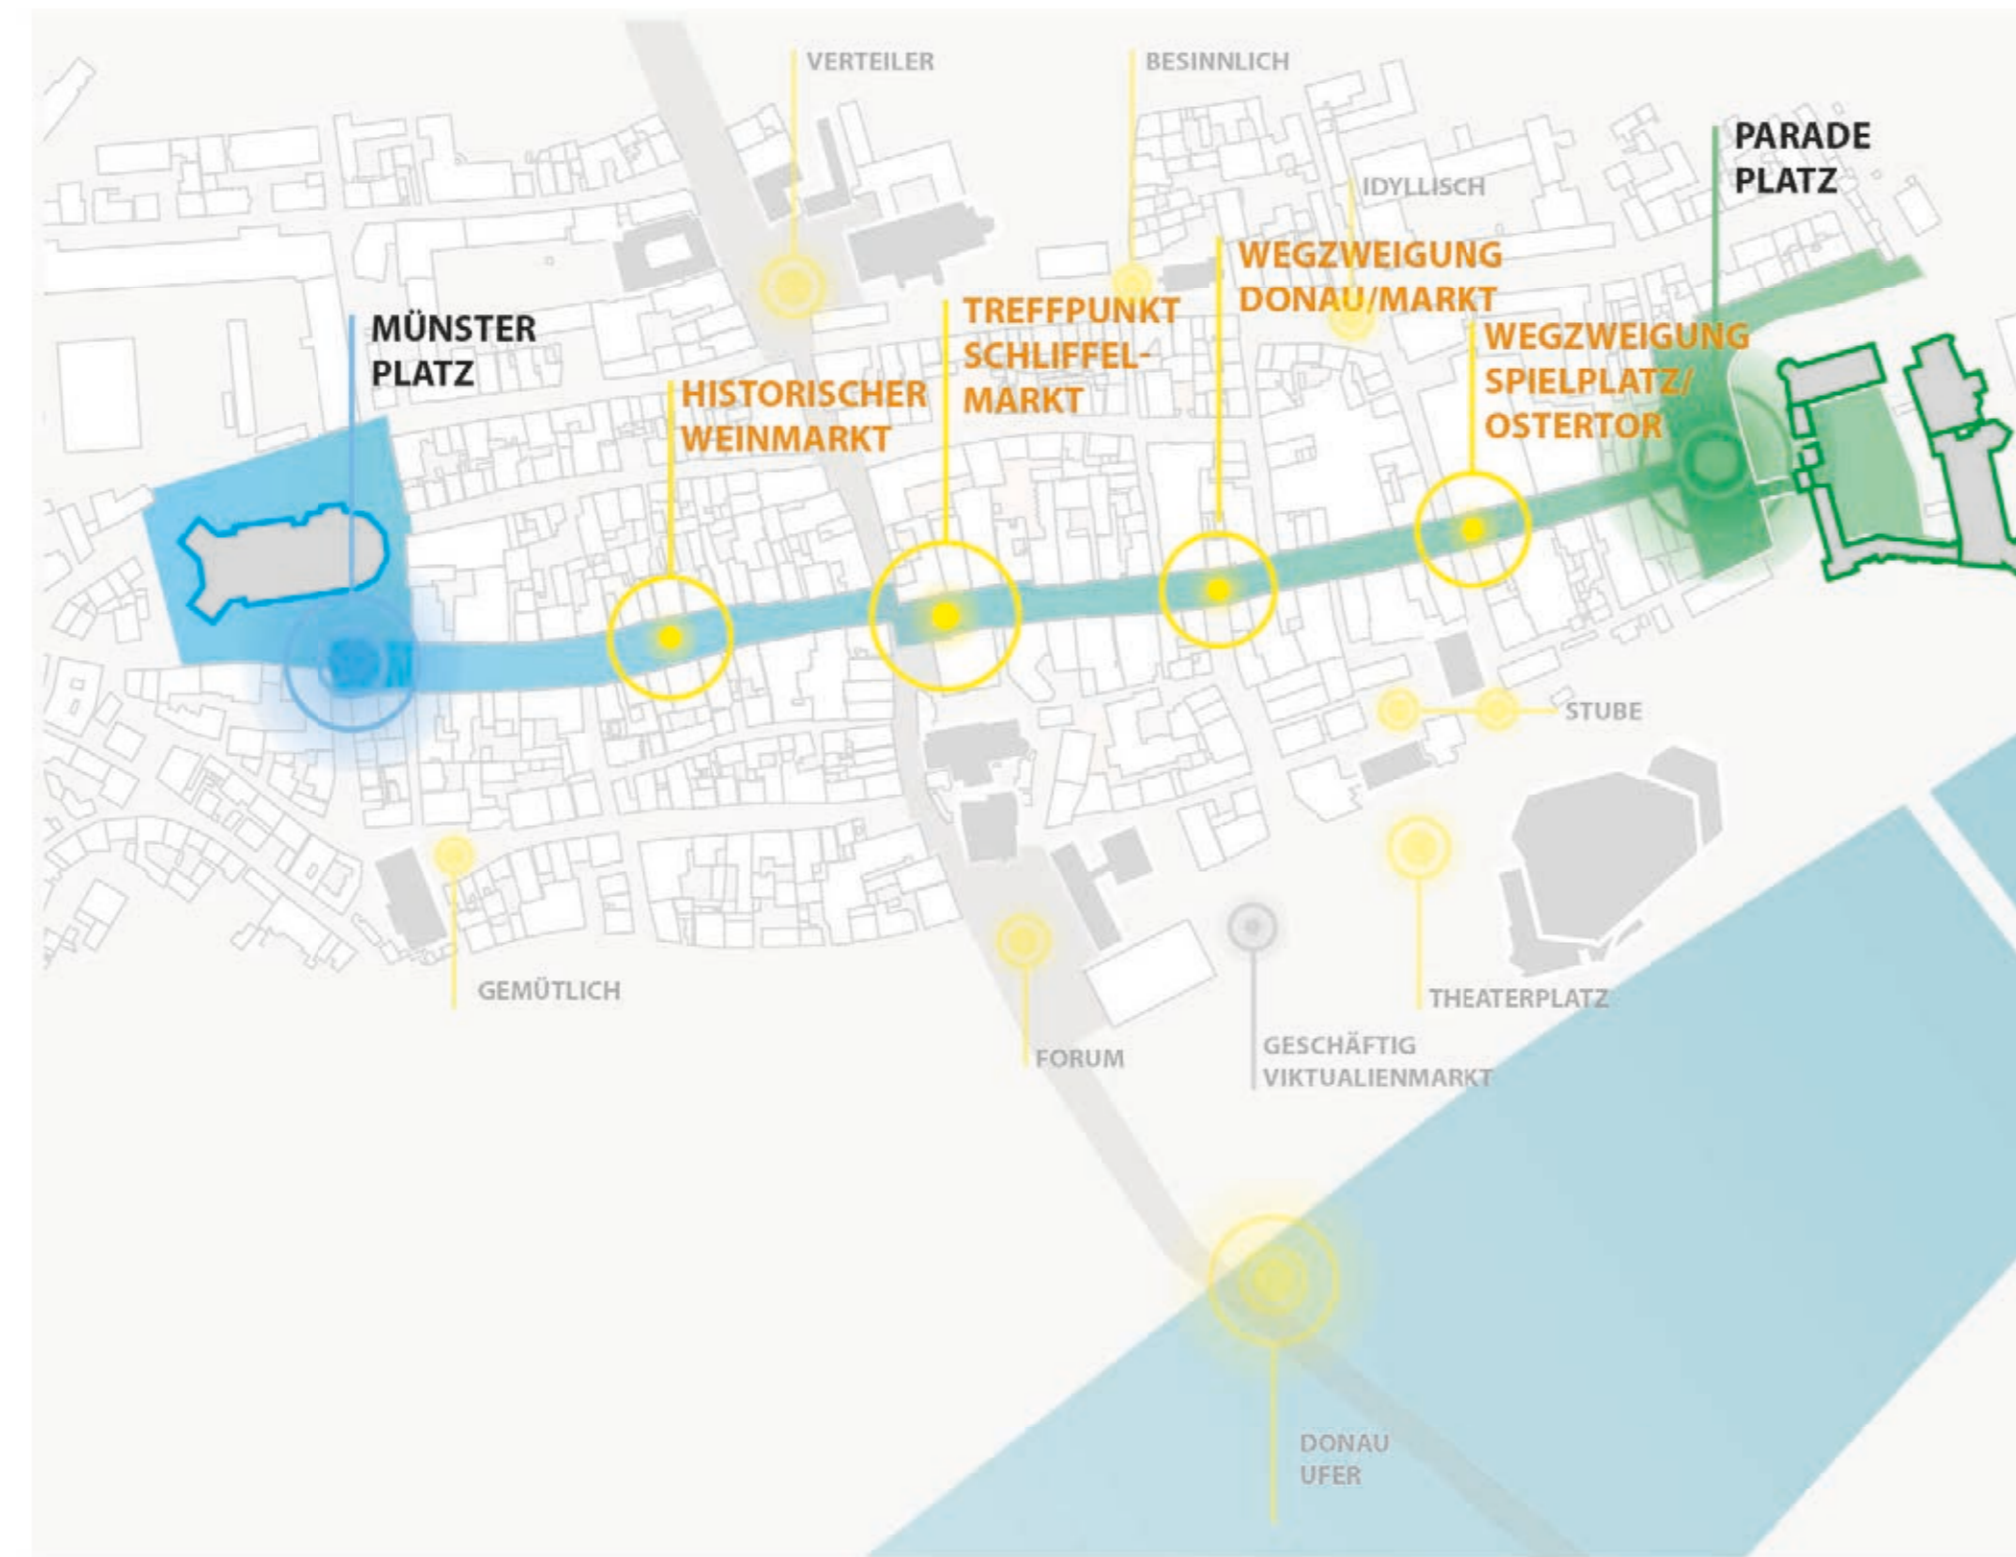 VERTEILER
BESINNLICH
PARADE
PLATZ
IDYLLISCH
WEGZWEIGUNG
DONAU/MARKT
TREFFPUNKT
SCHLIFFEL-
MARKT
MÜNSTER
PLATZ
WEGZWEIGUNG
SPIELPLATZ/
OSTERTOR
HISTORISCHER
WEINMARKT
STUBE
GEMÜTLICH
THEATERPLATZ
FORUM
GESCHÄFTIG
VIKTUALIENMARKT
DONAU
UFER